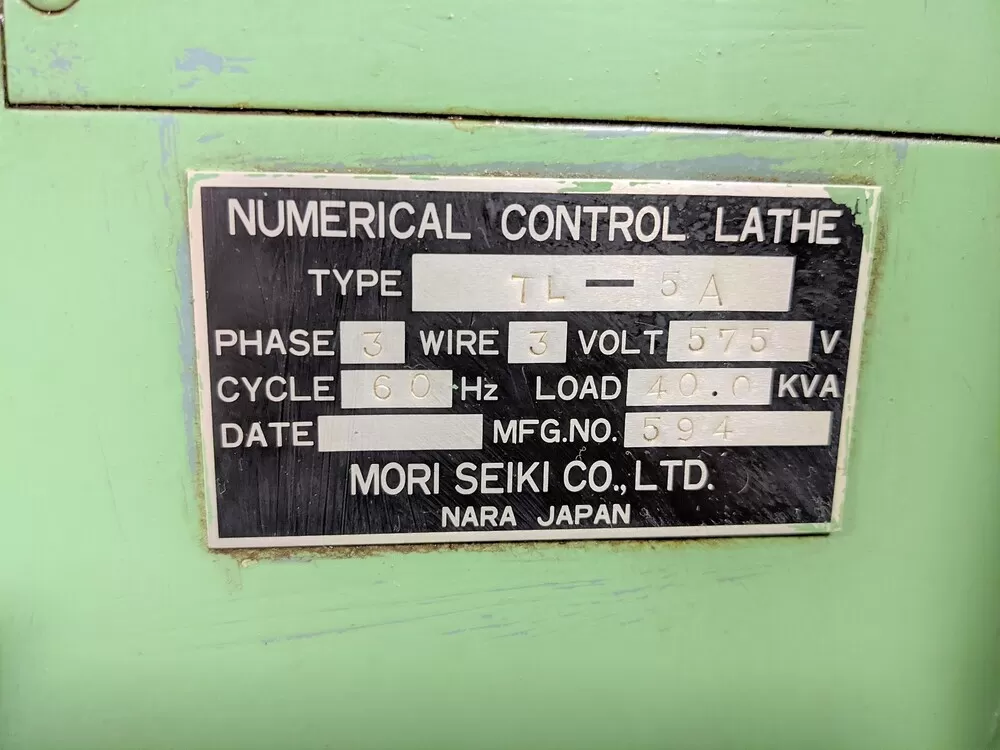 NUMERICAL CONTROL LATHE
TYPE TL-5A
PHASE 3 WIRE 3 VOLT 575 V
CYCLE 60 Hz LOAD 40.0 KVA
DATE MFG.NO. 594
MORI SEIKI CO., LTD.
NARA JAPAN